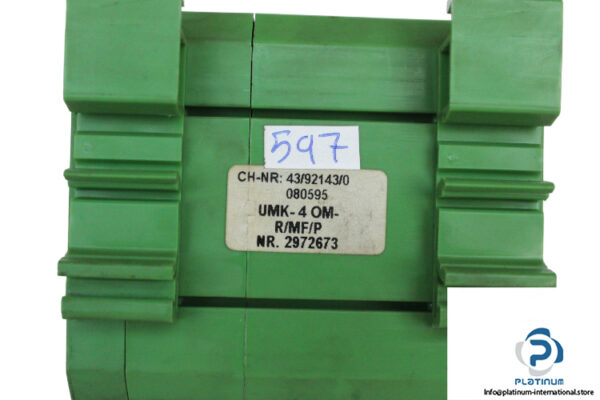 597
CH-NR: 43/92143/0
080595
UMK- 4 OM-
R/MF/P
NR. 2972673
PLATINUM
Info@platinum-international.store